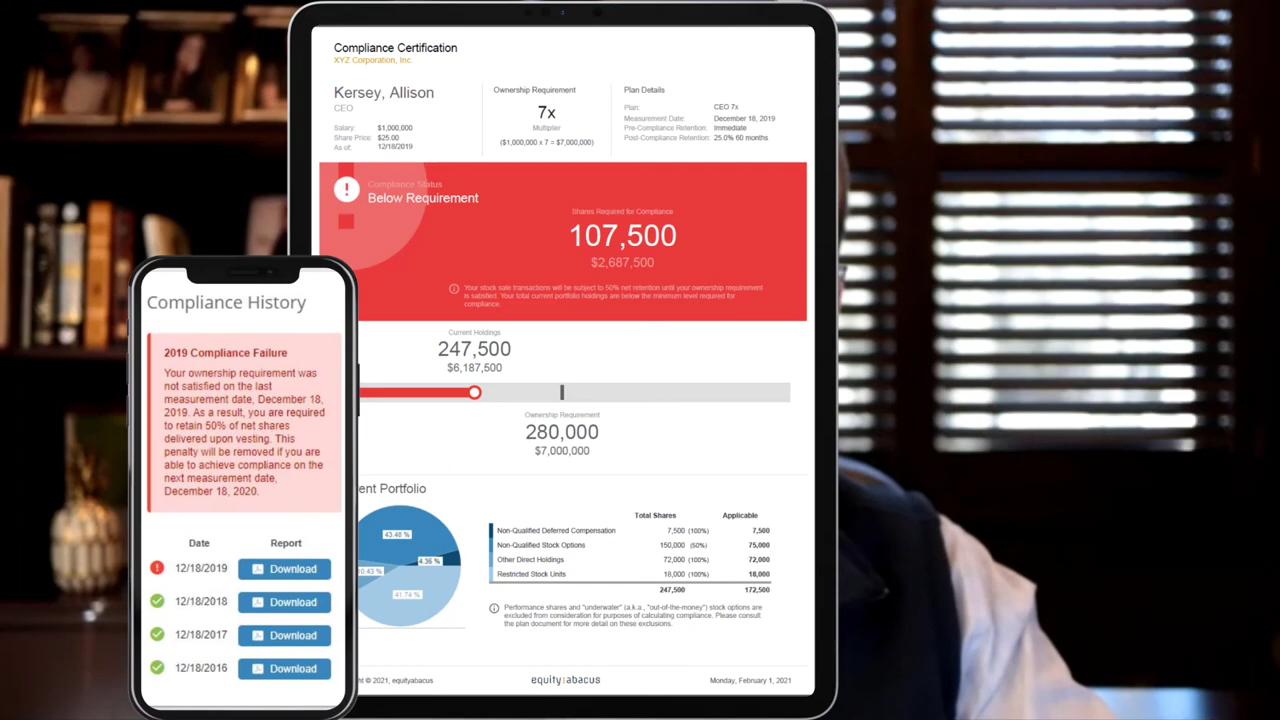 Compliance Certification
XYZ Corporation, Inc.
Kersey, Allison
CEO
Salary: $1,000,000
Share Price: $25.00
As of: 12/18/2019
Ownership Requirement
7x
Multiplier
($1,000,000 x 7 = $7,000,000)
Plan Details
Plan: CEO 7x
Measurement Date: December 18, 2019
Pre-Compliance Retention: Immediate
Post-Compliance Retention: 25.0% 60 months
Compliance Status
Below Requirement
Shares Required for Compliance
107,500
$2,687,500
Your stock sale transactions will be subject to 50% net retention until your ownership requirement
is satisfied. Your total current portfolio holdings are below the minimum level required for
compliance.
Current Holdings
247,500
$6,187,500
Ownership Requirement
280,000
$7,000,000
ent Portfolio
43.48 %
4.36 %
0.43 %
41.74 %
Total Shares Applicable
Non-Qualified Deferred Compensation 7,500 (100%) 7,500
Non-Qualified Stock Options 150,000 (50%) 75,000
Other Direct Holdings 72,000 (100%) 72,000
Restricted Stock Units 18,000 (100%) 18,000
247,500 172,500
Performance shares and "underwater" (a.k.a., "out-of-the-money") stock options are
excluded from consideration for purposes of calculating compliance. Please consult
the plan document for more detail on these exclusions.
ht © 2021, equityabacus
equity abacus
Monday, February 1, 2021
Compliance History
2019 Compliance Failure
Your ownership requirement was
not satisfied on the last
measurement date, December 18,
2019. As a result, you are required
to retain 50% of net shares
delivered upon vesting. This
penalty will be removed if you are
able to achieve compliance on the
next measurement date,
December 18, 2020.
Date Report
12/18/2019 Download
12/18/2018 Download
12/18/2017 Download
12/18/2016 Download